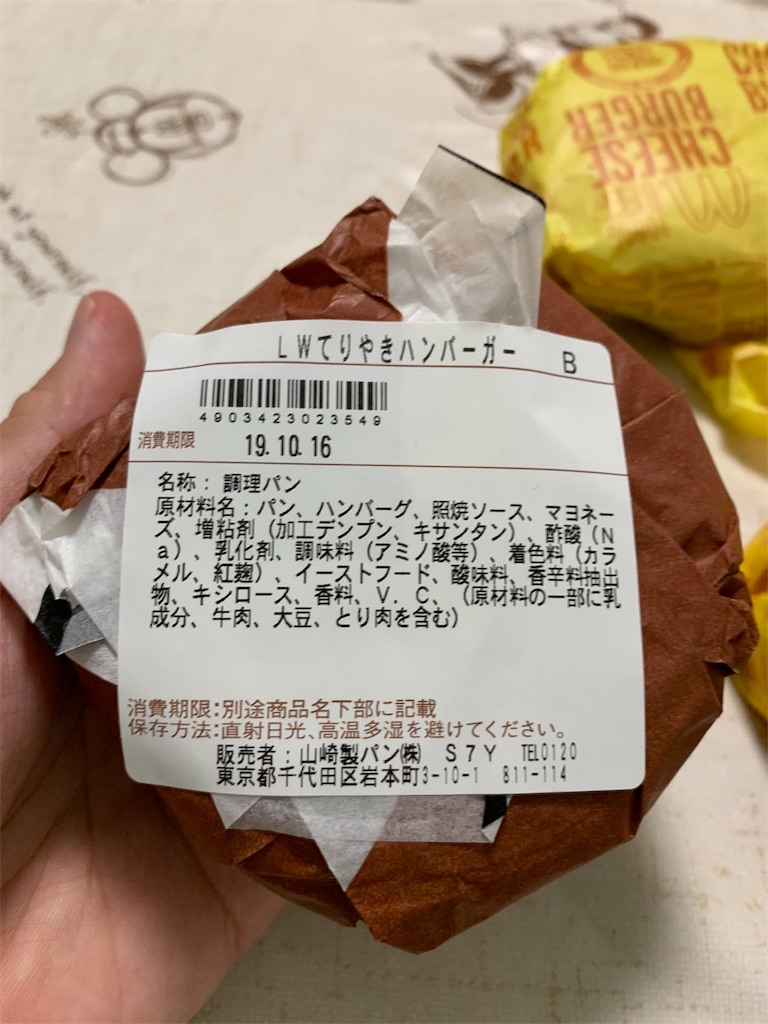 CHEESE
BURGER
LWてりやきハンバーガー B
4903423023549
消費期限 19.10.16
名称：調理パン
原材料名：パン、ハンバーグ、照焼ソース、マヨネー
ズ、増粘剤（加工デンプン、キサンタン）、酢酸（N
a）、乳化剤、調味料（アミノ酸等）、着色料（カラ
メル、紅麹）、イーストフード、酸味料、香辛料抽出
物、キシロース、香料、V．C、（原材料の一部に乳
成分、牛肉、大豆、とり肉を含む）
消費期限：別途商品名下部に記載
保存方法：直射日光、高温多湿を避けてください。
販売者：山崎製パン㈱ S7Y TEL0120
東京都千代田区岩本町3-10-1 811-114